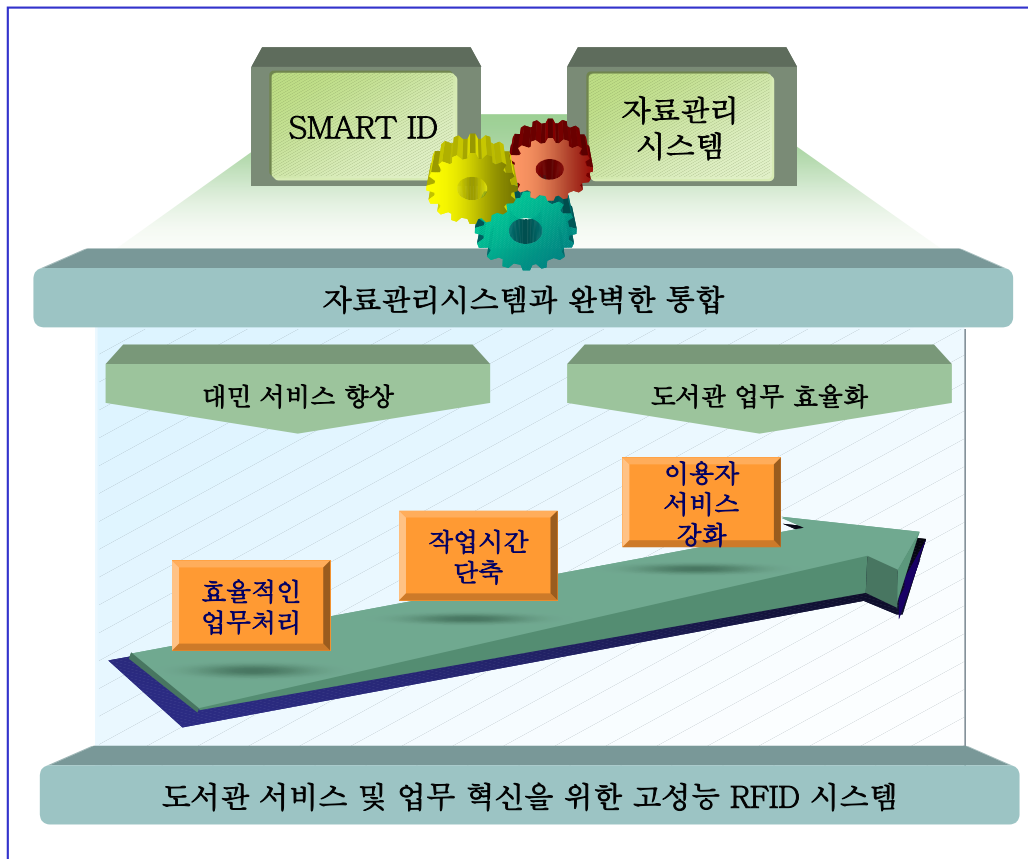 SMART ID
자료관리
시스템
자료관리시스템과 완벽한 통합
대민 서비스 향상
도서관 업무 효율화
이용자
서비스
강화
작업시간
단축
효율적인
업무처리
도서관 서비스 및 업무 혁신을 위한 고성능 RFID 시스템